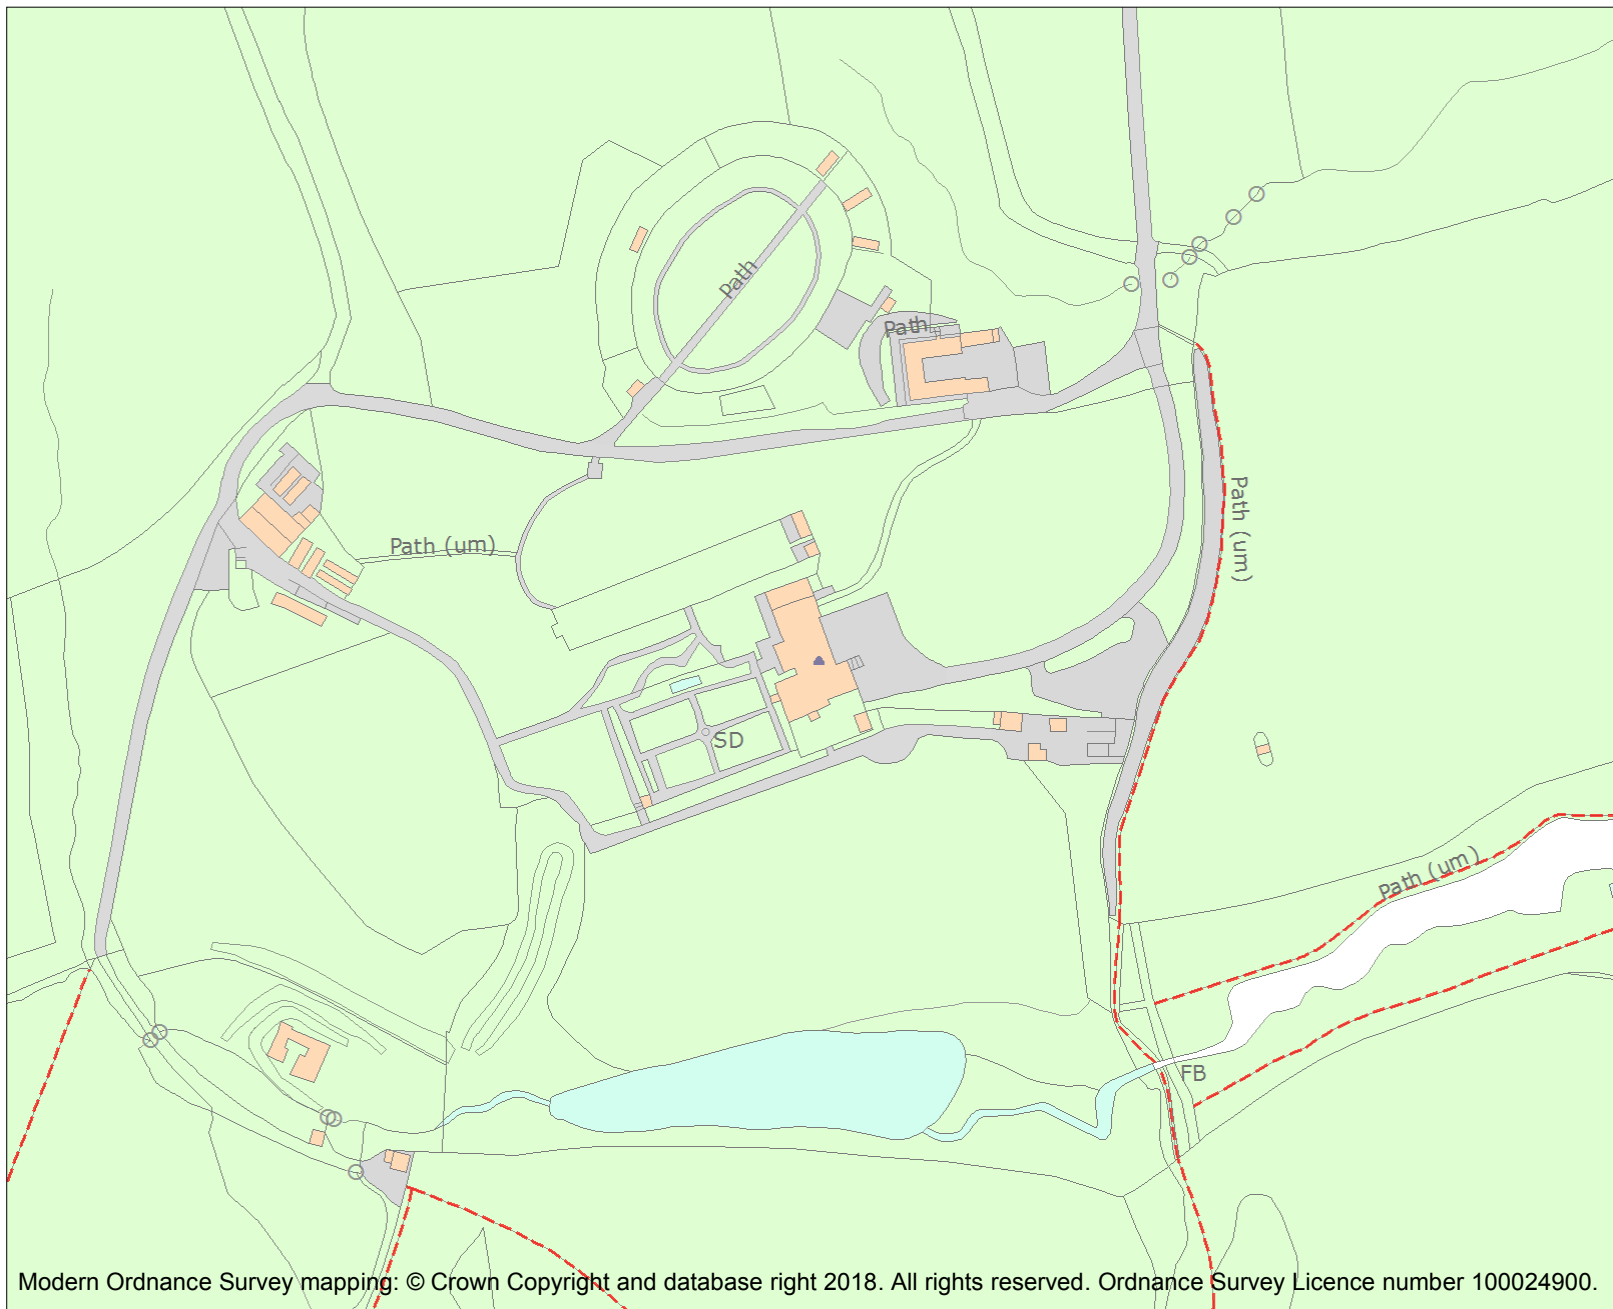 Path
Path
Path (um)
Path (um)
SD
Path (um)
FB
Modern Ordnance Survey mapping: © Crown Copyright and database right 2018. All rights reserved. Ordnance Survey Licence number 100024900.